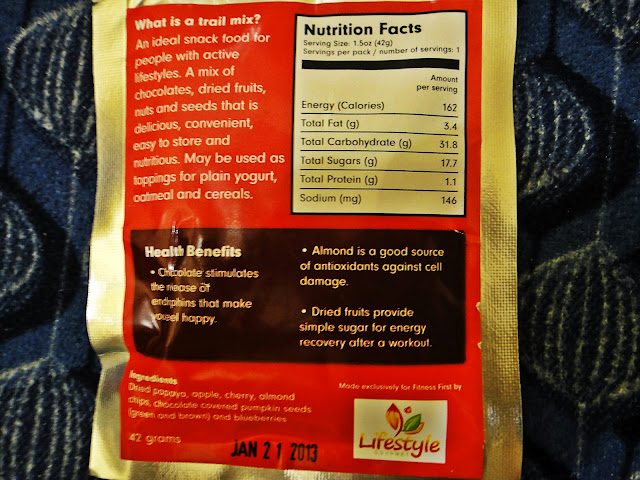 What is a trail mix?
An ideal snack food for
people with active
lifestyles. A mix of
chocolates, dried fruits,
nuts and seeds that is
delicious, convenient,
easy to store and
nutritious. May be used as
toppings for plain yogurt,
oatmeal and cereals.
Nutrition Facts
Serving Size: 1.5oz (42g)
Servings per pack / number of servings: 1
Amount
per serving
Energy (Calories) 162
Total Fat (g) 3.4
Total Carbohydrate (g) 31.8
Total Sugars (g) 17.7
Total Protein (g) 1.1
Sodium (mg) 146
Health Benefits
• Chocolate stimulates
the release of
endorphins that make
you feel happy.
• Almond is a good source
of antioxidants against cell
damage.
• Dried fruits provide
simple sugar for energy
recovery after a workout.
Ingredients
Dried papaya, apple, cherry, almond
chips, chocolate covered pumpkin seeds
(green and brown) and blueberries
42 grams
JAN 21 2013
Made exclusively for Fitness First by
Lifestyle
GOURMET